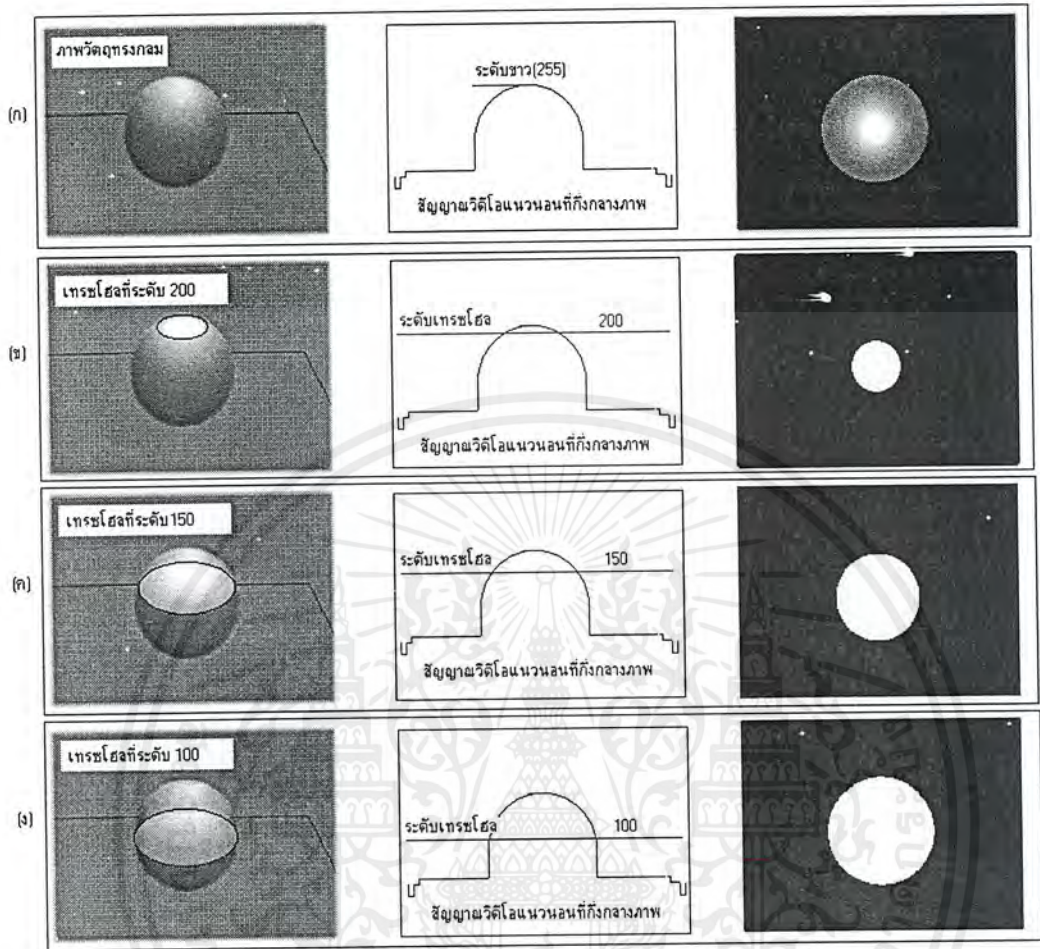 (ก)
ภาพวัตถุทรงกลม
ระดับขาว(255)
สัญญาณวิดีโอแนวนอนที่กึ่งกลางภาพ
(ข)
เทรชโฮลที่ระดับ 200
ระดับเทรชโฮล 200
สัญญาณวิดีโอแนวนอนที่กึ่งกลางภาพ
(ค)
เทรชโฮลที่ระดับ 150
ระดับเทรชโฮล 150
สัญญาณวิดีโอแนวนอนที่กึ่งกลางภาพ
(ง)
เทรชโฮลที่ระดับ 100
ระดับเทรชโฮล 100
สัญญาณวิดีโอแนวนอนที่กึ่งกลางภาพ